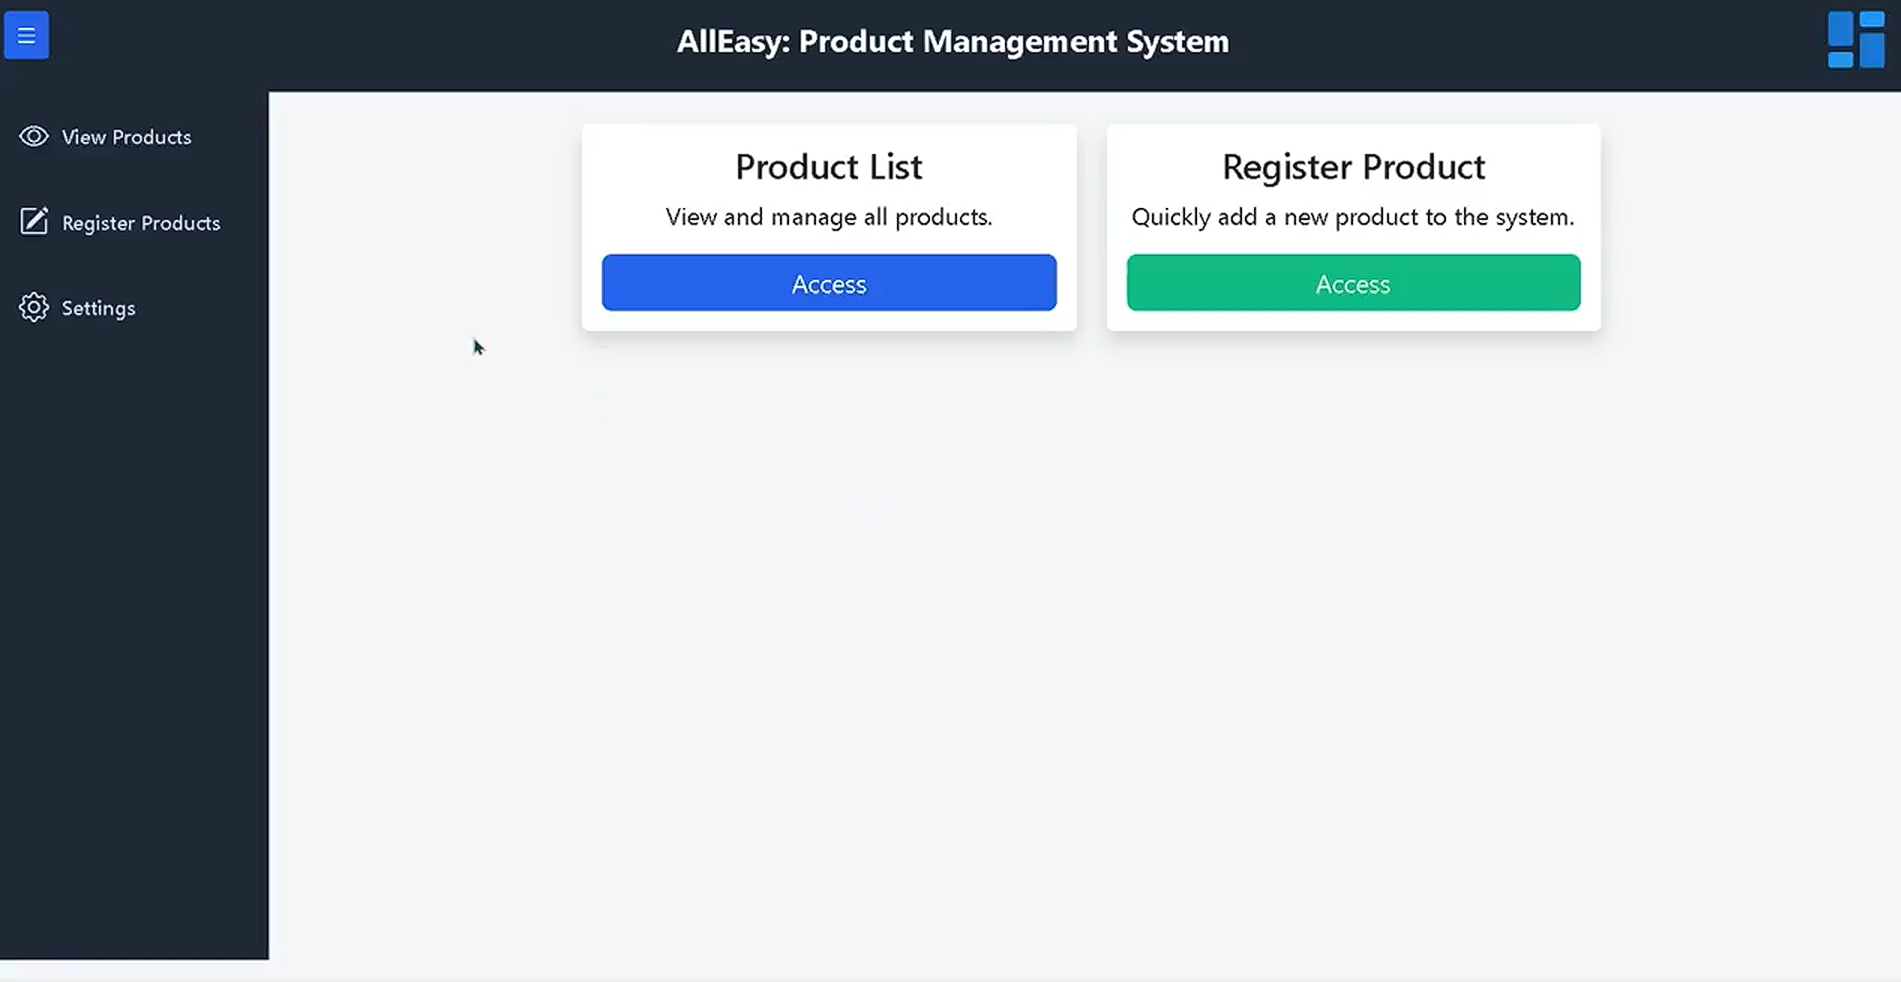 AllEasy: Product Management System
View Products
Register Products
Settings
Product List
View and manage all products.
Access
Register Product
Quickly add a new product to the system.
Access